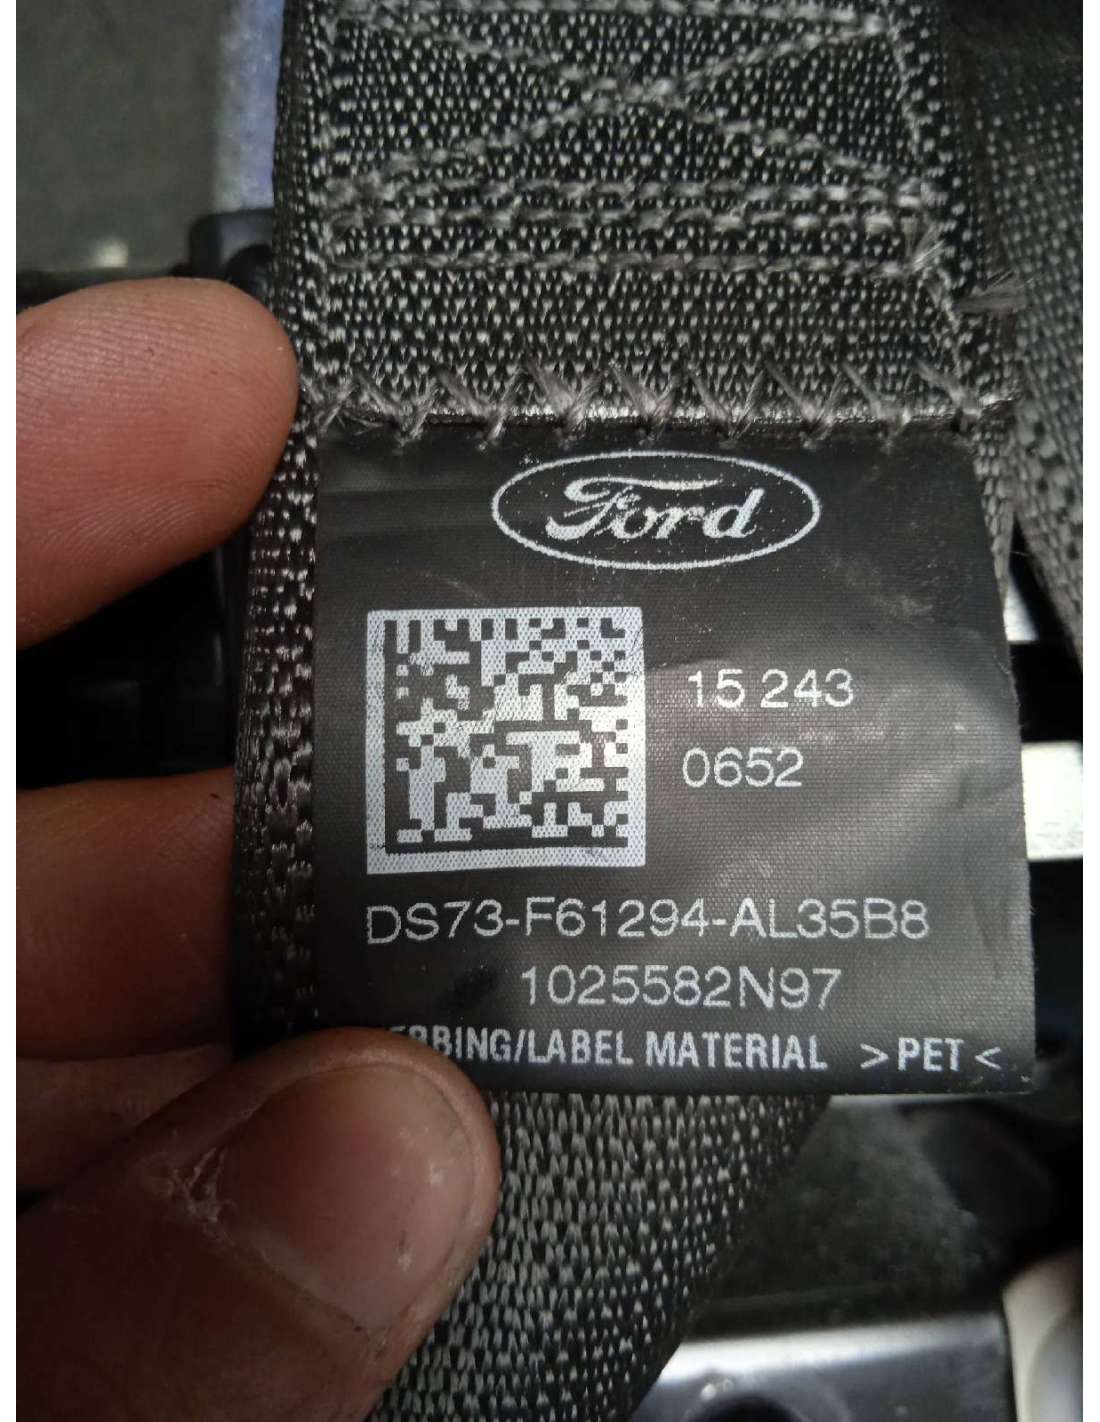 Ford
15 243
0652
DS73-F61294-AL35B8
1025582N97
LABEL MATERIAL >PET<